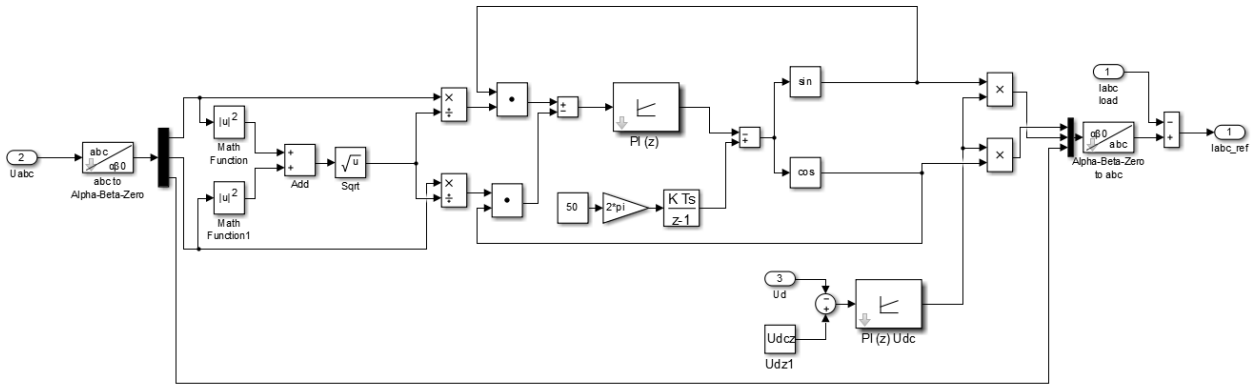 2
Uabc
abc
αβ0
abc to
Alpha-Beta-Zero
|u|²
Math
Function
|u|²
Math
Function1
+
+
Add
√u
Sqrt
×
÷
×
÷
•
•
+
−
PI (z)
50
2*pi
K Ts
z-1
−
+
sin
cos
3
Ud
Udcz
Udz1
−
+
PI (z) Udc
×
×
αβ0
abc
Alpha-Beta-Zero
to abc
1
Iabc
load
−
+
1
Iabc_ref